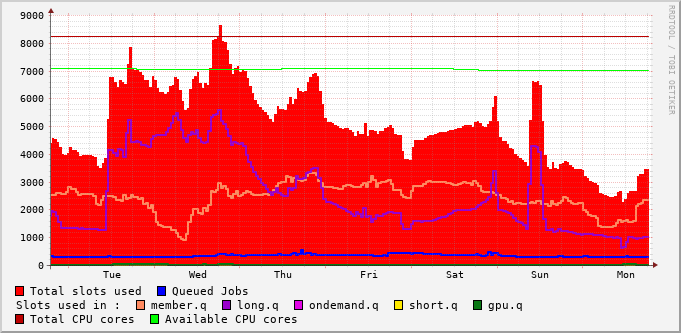 9000
8000
7000
6000
5000
4000
3000
2000
1000
0
Tue Wed Thu Fri Sat Sun Mon
RRDTOOL / TOBI OETIKER
Total slots used Queued Jobs
Slots used in : member.q long.q ondemand.q short.q gpu.q
Total CPU cores Available CPU cores